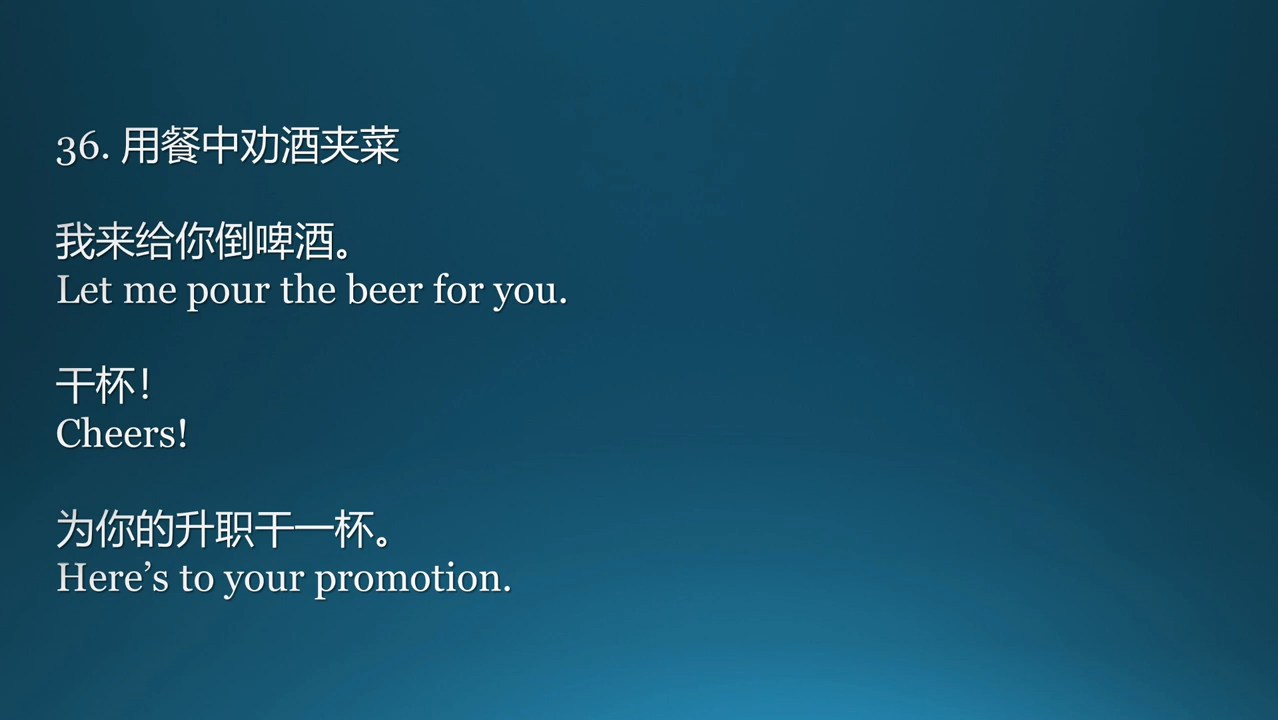 36. 用餐中劝酒夹菜
我来给你倒啤酒。
Let me pour the beer for you.
干杯！
Cheers!
为你的升职干一杯。
Here’s to your promotion.